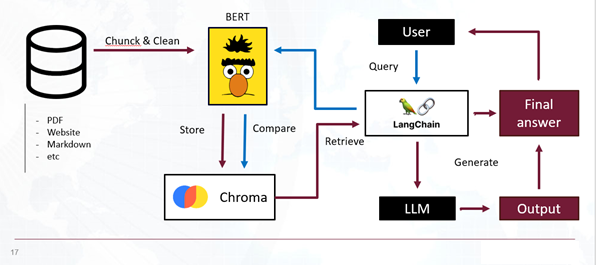 BERT
Chunck & Clean
- PDF
- Website
- Markdown
- etc
Store
Compare
Chroma
Retrieve
User
Query
LangChain
Generate
LLM
Output
Final
answer
17